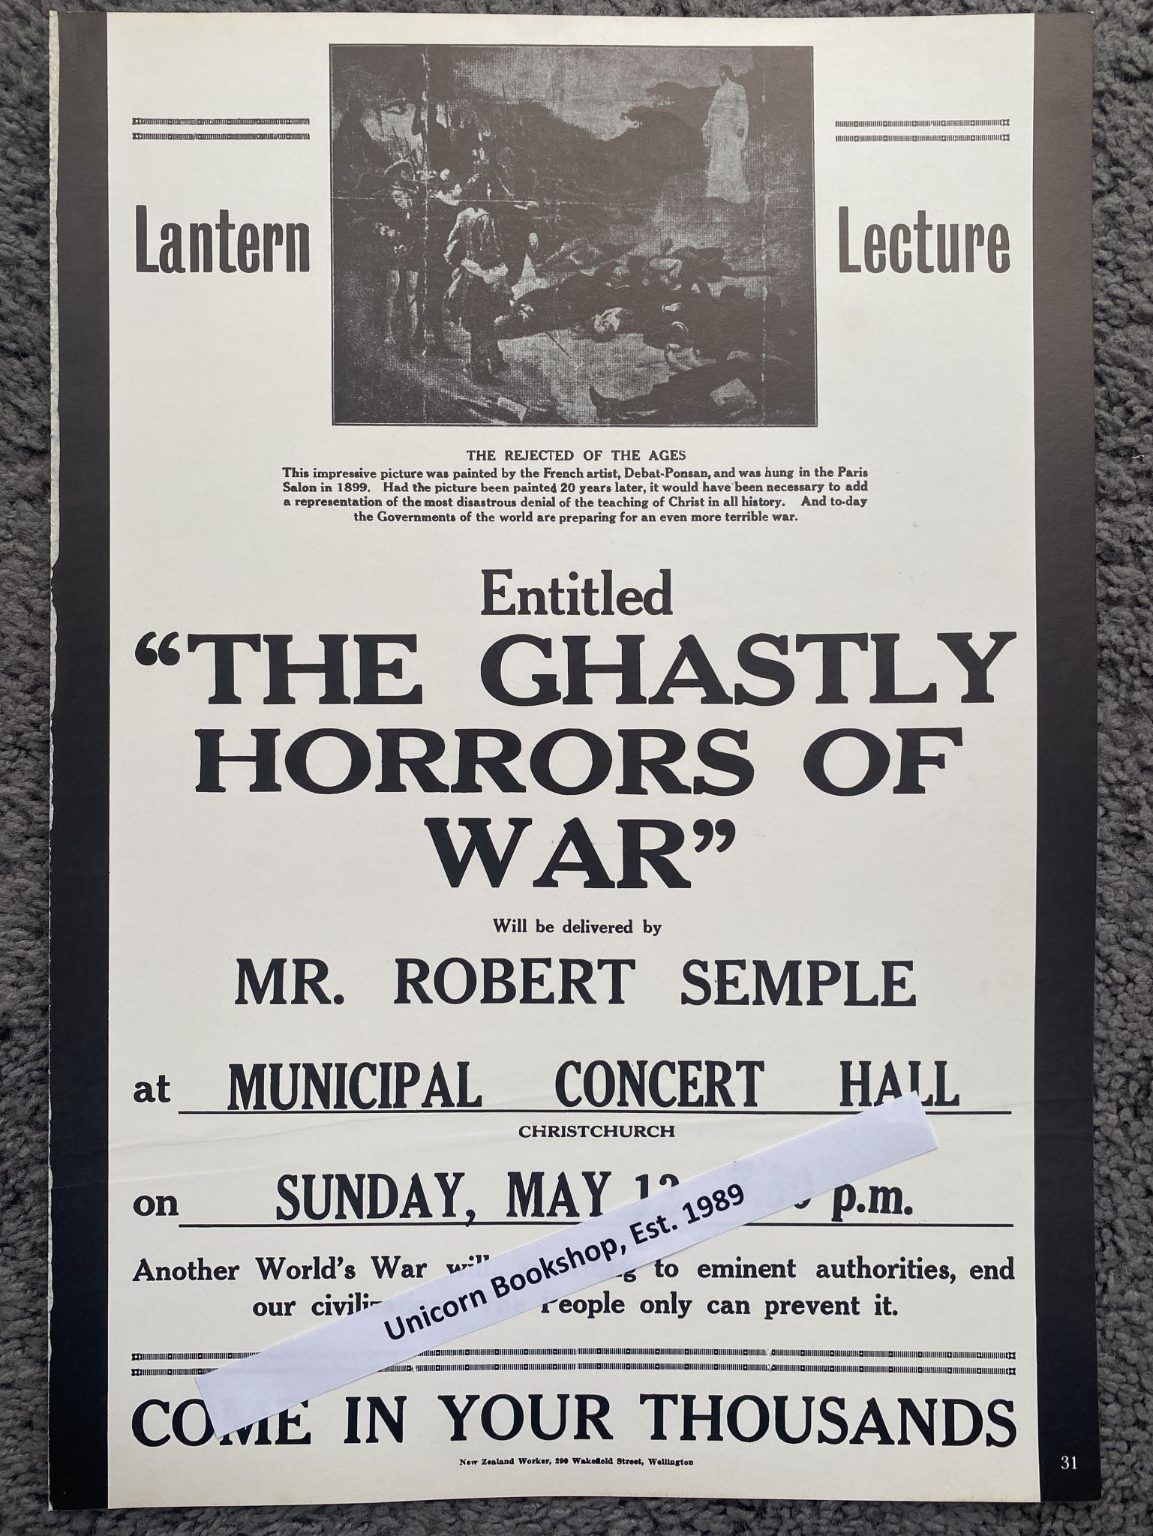 Lantern Lecture
THE REJECTED OF THE AGES
This impressive picture was painted by the French artist, Debat-Ponsan, and was hung in the Paris
Salon in 1899. Had the picture been painted 20 years later, it would have been necessary to add
a representation of the most disastrous denial of the teaching of Christ in all history. And to-day
the Governments of the world are preparing for an even more terrible war.
Entitled
“THE GHASTLY
HORRORS OF
WAR”
Will be delivered by
MR. ROBERT SEMPLE
at MUNICIPAL CONCERT HALL
CHRISTCHURCH
on SUNDAY, MAY p.m.
Unicorn Bookshop, Est. 1989
Another World's War to eminent authorities, end
our People only can prevent it.
COME IN YOUR THOUSANDS
New Zealand Worker, 290 Wakefield Street, Wellington
31